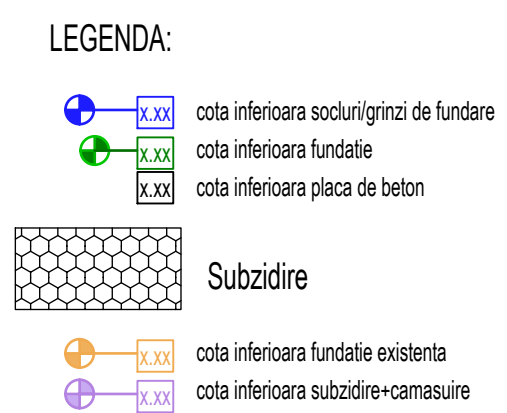 LEGENDA:
X.XX cota inferioara socluri/grinzi de fundare
X.XX cota inferioara fundatie
X.XX cota inferioara placa de beton
Subzidire
X.XX cota inferioara fundatie existenta
X.XX cota inferioara subzidire+camasuire